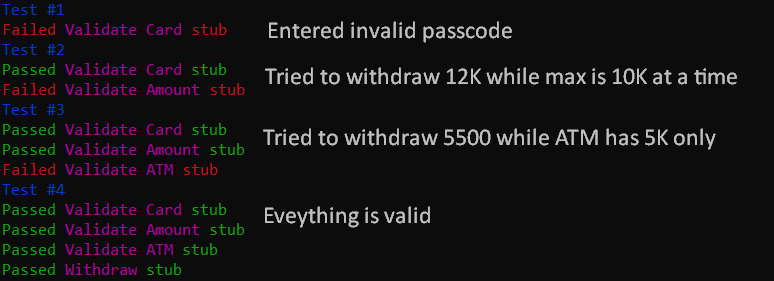 Test #1
Failed Validate Card stub Entered invalid passcode
Test #2
Passed Validate Card stub Tried to withdraw 12K while max is 10K at a time
Failed Validate Amount stub
Test #3
Passed Validate Card stub Tried to withdraw 5500 while ATM has 5K only
Passed Validate Amount stub
Failed Validate ATM stub
Test #4
Passed Validate Card stub Eveything is valid
Passed Validate Amount stub
Passed Validate ATM stub
Passed Withdraw stub